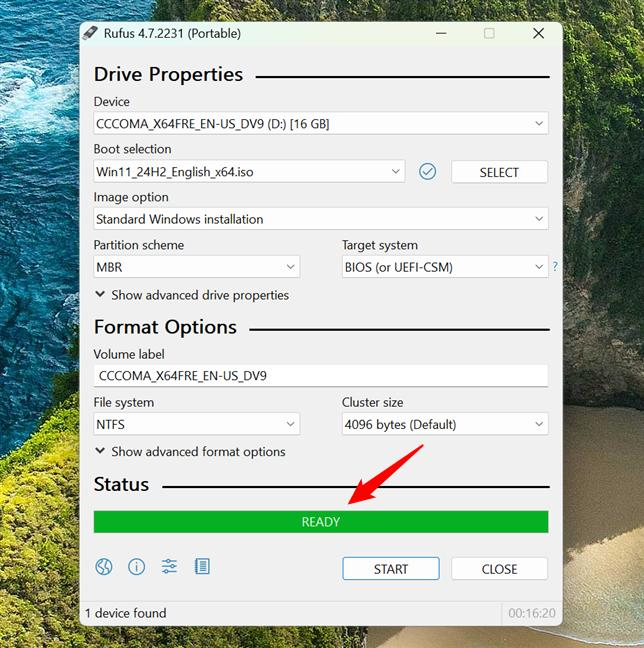 Rufus 4.7.2231 (Portable)
Drive Properties
Device
CCCOMA_X64FRE_EN-US_DV9 (D:) [16 GB]
Boot selection
Win11_24H2_English_x64.iso
SELECT
Image option
Standard Windows installation
Partition scheme
Target system
MBR
BIOS (or UEFI-CSM)
?
Show advanced drive properties
Format Options
Volume label
CCCOMA_X64FRE_EN-US_DV9
File system
Cluster size
NTFS
4096 bytes (Default)
Show advanced format options
Status
READY
START
CLOSE
1 device found
00:16:20